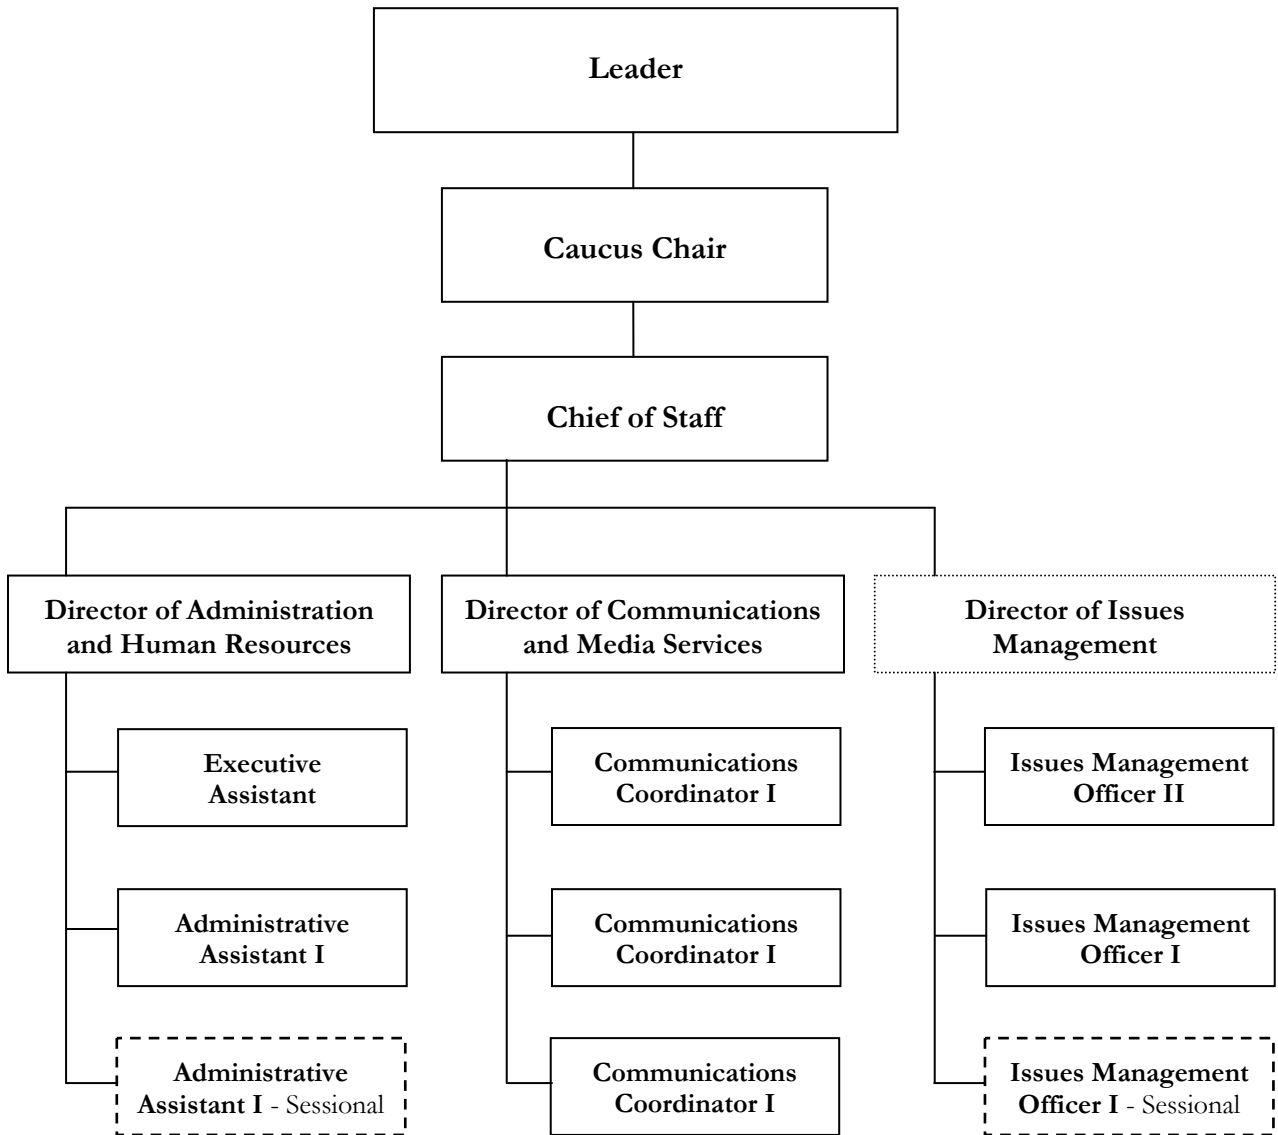 Leader
Caucus Chair
Chief of Staff
Director of Administration
and Human Resources
Director of Communications
and Media Services
Director of Issues
Management
Executive
Assistant
Communications
Coordinator I
Issues Management
Officer II
Administrative
Assistant I
Communications
Coordinator I
Issues Management
Officer I
Administrative
Assistant I - Sessional
Communications
Coordinator I
Issues Management
Officer I - Sessional